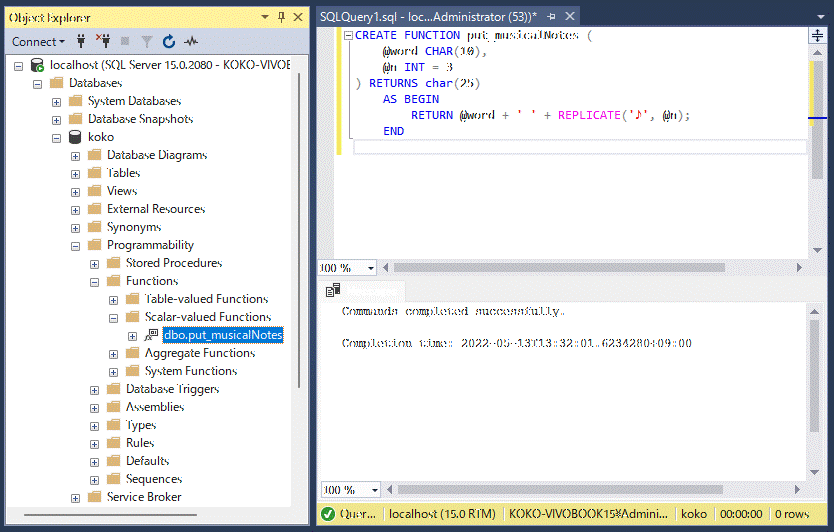 Object Explorer
Connect
localhost (SQL Server 15.0.2080 - KOKO-VIVOB
Databases
System Databases
Database Snapshots
koko
Database Diagrams
Tables
Views
External Resources
Synonyms
Programmability
Stored Procedures
Functions
Table-valued Functions
Scalar-valued Functions
dbo.put_musicalNotes
Aggregate Functions
System Functions
Database Triggers
Assemblies
Types
Rules
Defaults
Sequences
Service Broker
SQLQuery1.sql - loc...Administrator (53))*
CREATE FUNCTION put_musicalNotes (
@word CHAR(10),
@n INT = 3
) RETURNS char(25)
AS BEGIN
RETURN @word + ' ' + REPLICATE('♪', @n);
END
100 %
Commands completed successfully.
Completion time: 2022-05-13T13:32:01.6234280+09:00
100 %
Quer... localhost (15.0 RTM) KOKO-VIVOBOOK15¥Admini... koko 00:00:00 0 rows